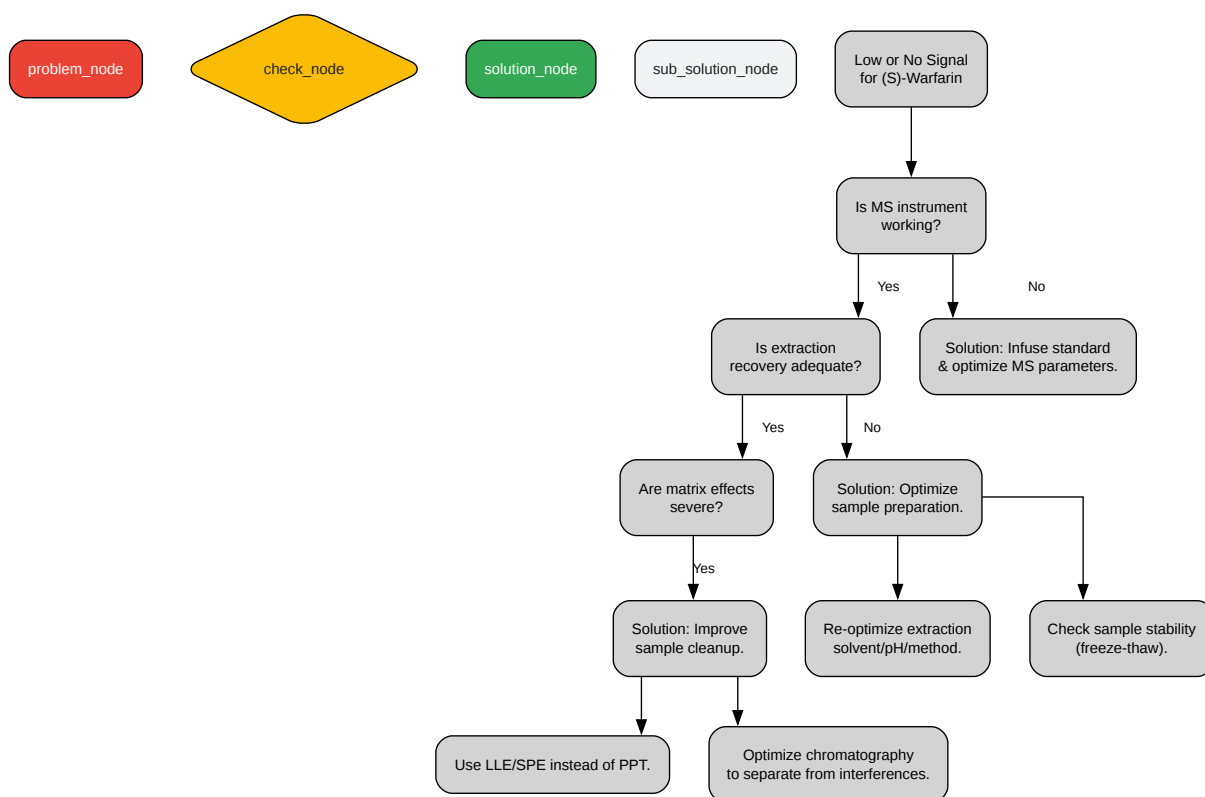 problem_node
check_node
solution_node
sub_solution_node
Low or No Signal
for (S)-Warfarin
Is MS instrument
working?
Yes
No
Is extraction
recovery adequate?
Solution: Infuse standard
& optimize MS parameters.
Yes
No
Are matrix effects
severe?
Solution: Optimize
sample preparation.
Yes
Solution: Improve
sample cleanup.
Re-optimize extraction
solvent/pH/method.
Check sample stability
(freeze-thaw).
Use LLE/SPE instead of PPT.
Optimize chromatography
to separate from interferences.